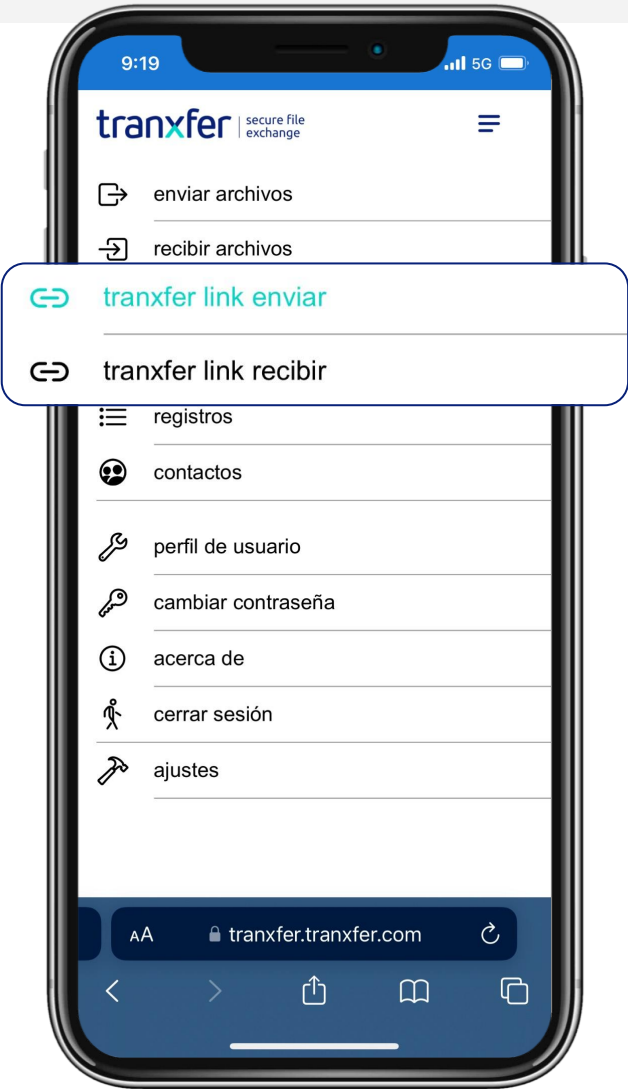 9:19
5G
tranxfer
secure file
exchange
enviar archivos
recibir archivos
tranxfer link enviar
tranxfer link recibir
registros
contactos
perfil de usuario
cambiar contraseña
acerca de
cerrar sesión
ajustes
AA
tranxfer.tranxfer.com